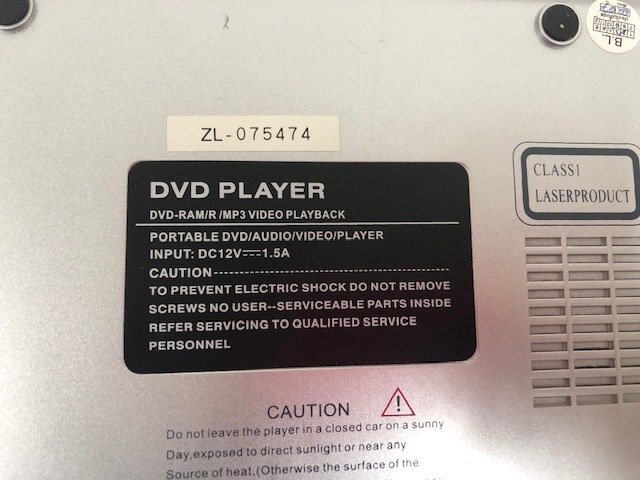 B.L
ZL-075474
DVD PLAYER
DVD-RAM/R/MP3 VIDEO PLAYBACK
PORTABLE DVD/AUDIO/VIDEO/PLAYER
INPUT: DC12V⎓1.5A
CAUTION------------------------------------------------
TO PREVENT ELECTRIC SHOCK DO NOT REMOVE
SCREWS NO USER--SERVICEABLE PARTS INSIDE
REFER SERVICING TO QUALIFIED SERVICE
PERSONNEL
CLASS1
LASERPRODUCT
CAUTION
Do not leave the player in a closed car on a sunny
Day,exposed to direct sunlight or near any
Source of heat,(Otherwise the surface of the